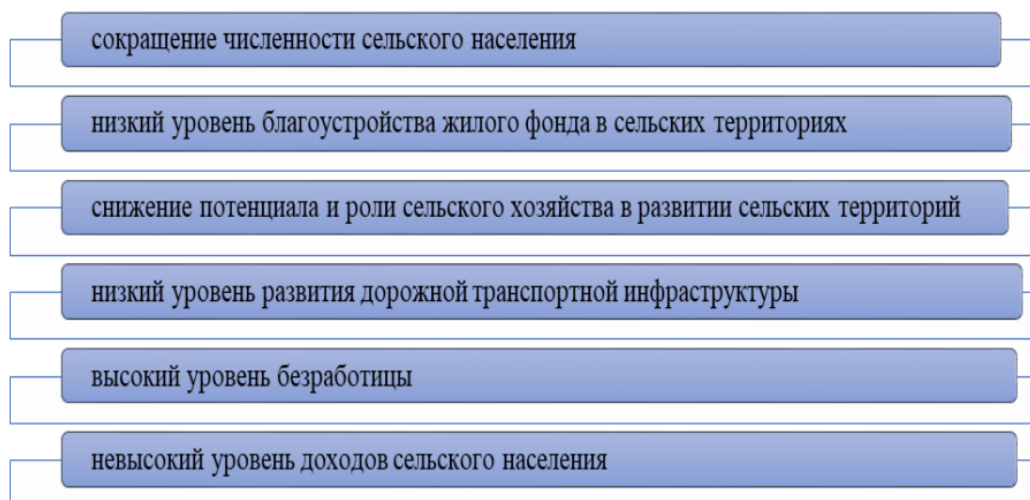 сокращение численности сельского населения
низкий уровень благоустройства жилого фонда в сельских территориях
снижение потенциала и роли сельского хозяйства в развитии сельских территорий
низкий уровень развития дорожной транспортной инфраструктуры
высокий уровень безработицы
невысокий уровень доходов сельского населения